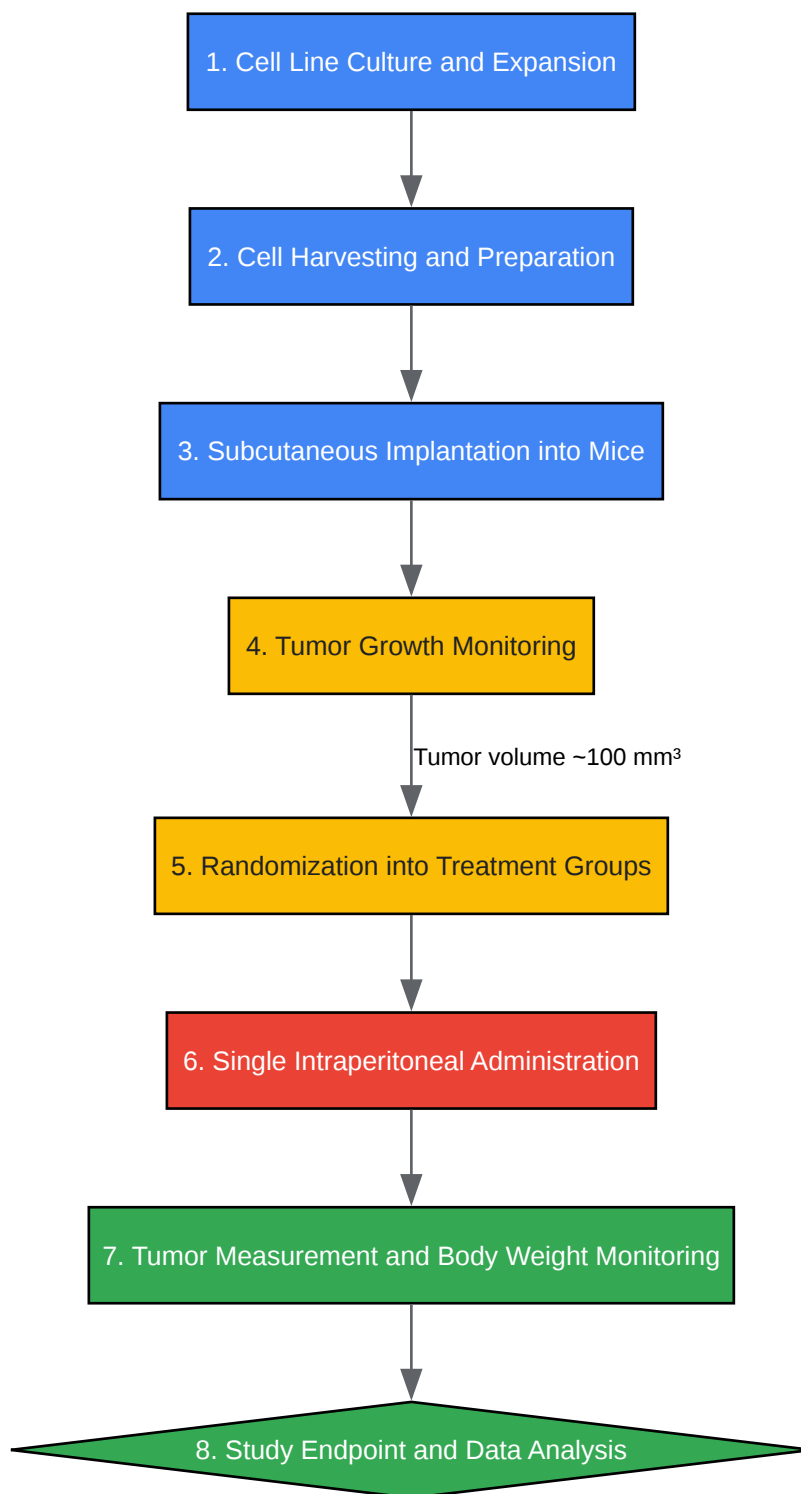 1. Cell Line Culture and Expansion
2. Cell Harvesting and Preparation
3. Subcutaneous Implantation into Mice
4. Tumor Growth Monitoring
Tumor volume ~100 mm³
5. Randomization into Treatment Groups
6. Single Intraperitoneal Administration
7. Tumor Measurement and Body Weight Monitoring
8. Study Endpoint and Data Analysis